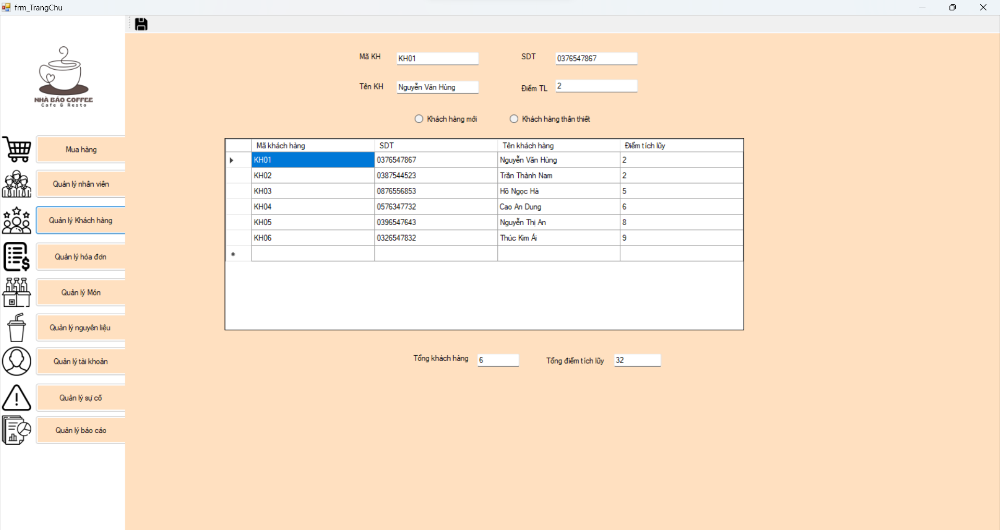 frm_TrangChu
NHÀ BÁO COFFEE
Cafe & Resto
Mua hàng
Quản lý nhân viên
Quản lý Khách hàng
Quản lý hóa đơn
Quản lý Món
Quản lý nguyên liệu
Quản lý tài khoản
Quản lý sự cố
Quản lý báo cáo
Mã KH KH01 SDT 0376547867
Tên KH Nguyễn Văn Hùng Điểm TL 2
Khách hàng mới Khách hàng thân thiết
Mã khách hàng SDT Tên khách hàng Điểm tích lũy
KH01 0376547867 Nguyễn Văn Hùng 2
KH02 0387544523 Trần Thành Nam 2
KH03 0876556853 Hồ Ngọc Hà 5
KH04 0576347732 Cao An Dung 6
KH05 0396547643 Nguyễn Thị An 8
KH06 0326547832 Thúc Kim Ái 9
Tổng khách hàng 6 Tổng điểm tích lũy 32